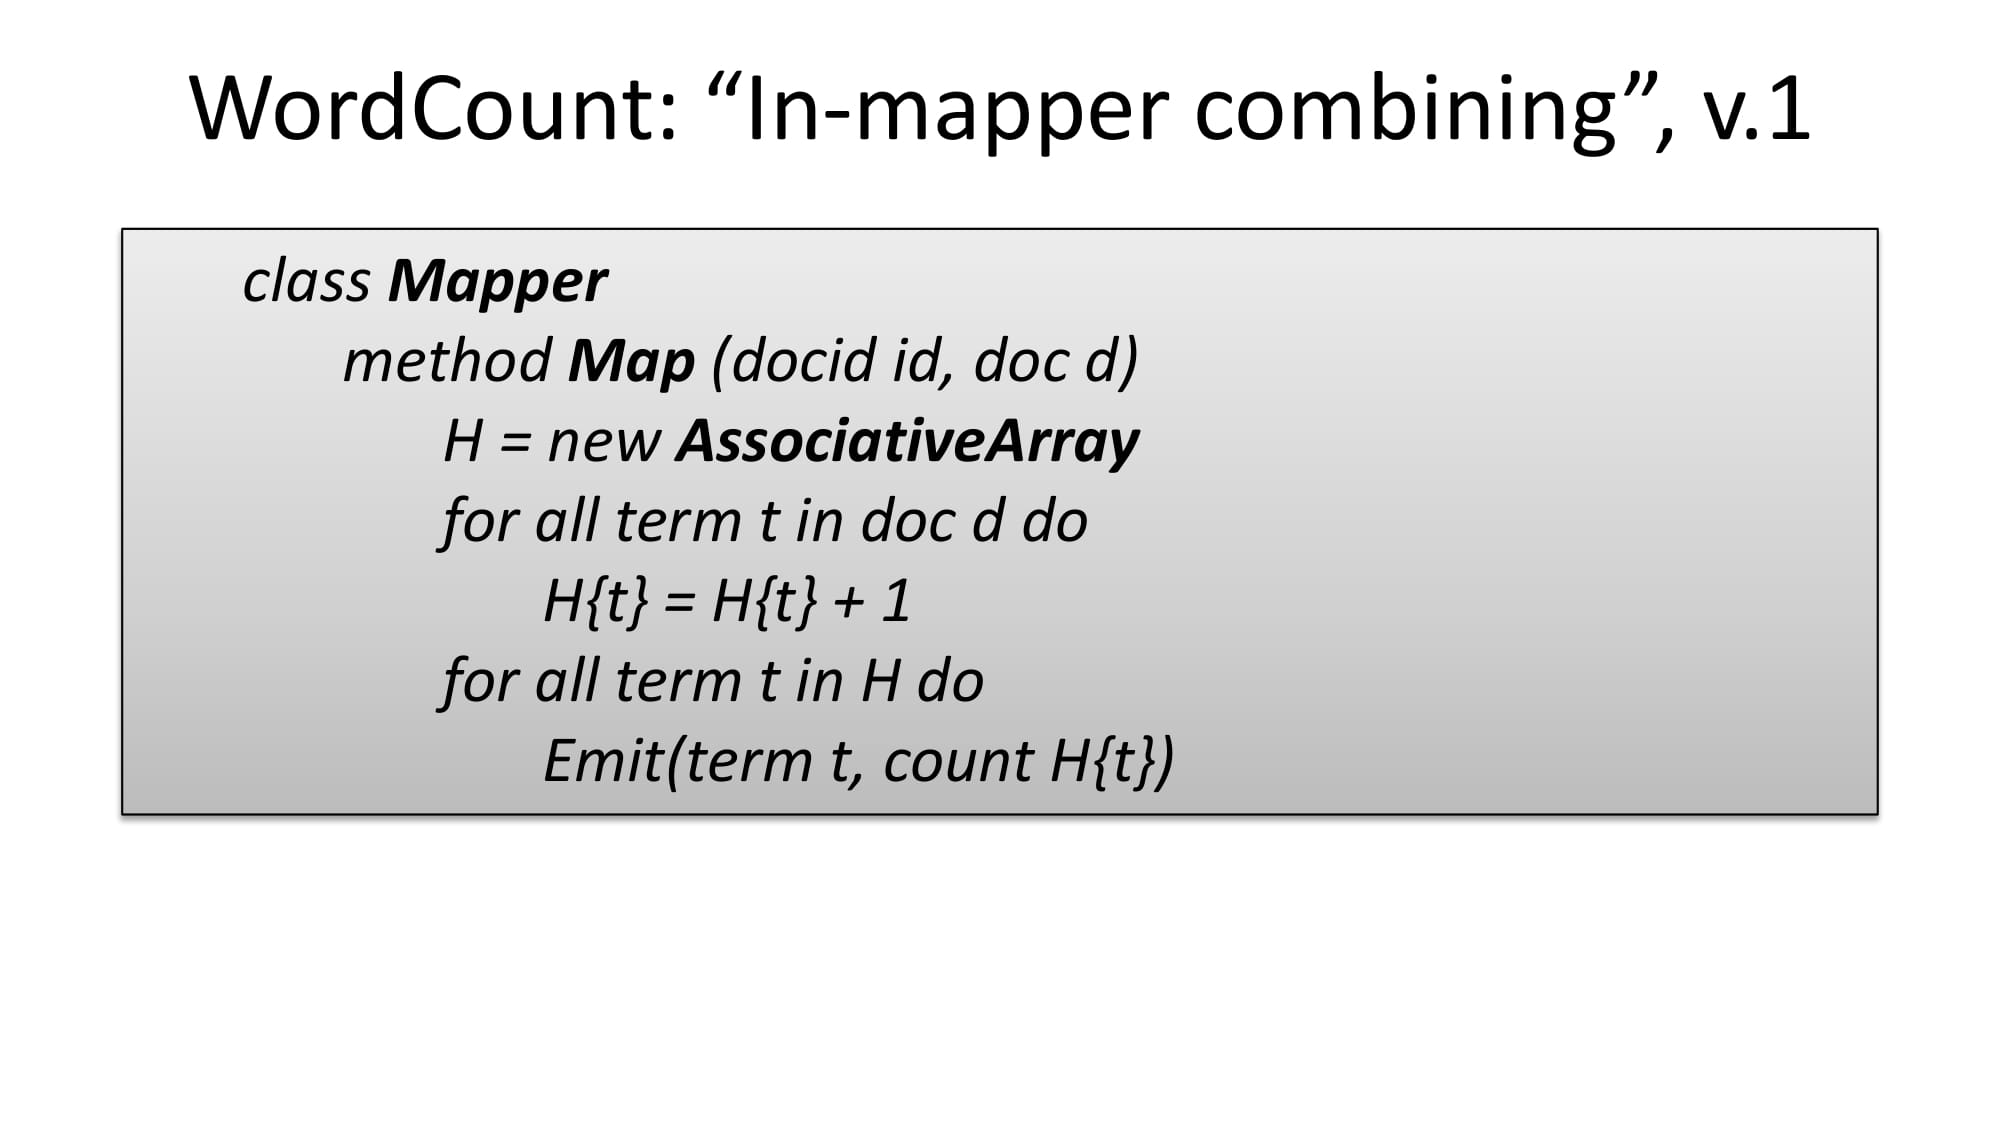 WordCount: “In-mapper combining”, v.1
class Mapper
method Map (docid id, doc d)
H = new AssociativeArray
for all term t in doc d do
H{t} = H{t} + 1
for all term t in H do
Emit(term t, count H{t})